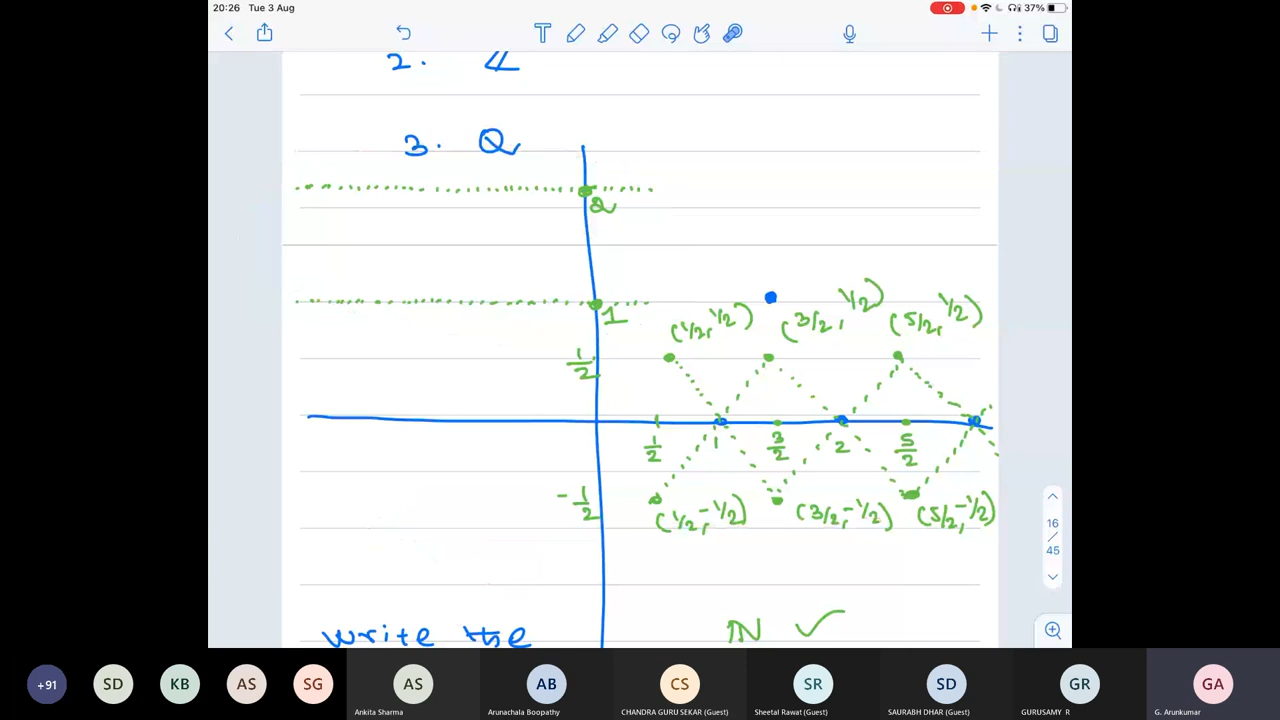 20:26 Tue 3 Aug
37%
2. Z
3. Q
2
1
(1/2, 1/2)
(3/2, 1/2)
(5/2, 1/2)
1/2
1/2
1
3/2
2
5/2
-1/2
(1/2, -1/2)
(3/2, -1/2)
(5/2, -1/2)
16
/
45
write the
IN ✓
+91
SD
KB
AS
SG
AS
AB
CS
SR
SD
GR
GA
Ankita Sharma
Arunachala Boopathy
CHANDRA GURU SEKAR (Guest)
Sheetal Rawat (Guest)
SAURABH DHAR (Guest)
GURUSAMY R
G. Arunkumar